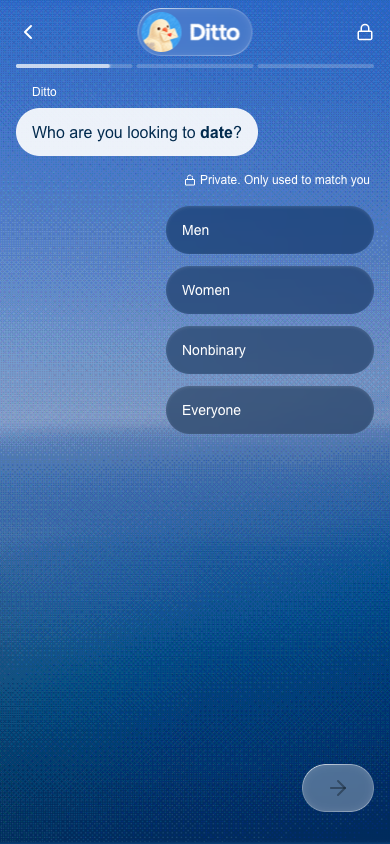 Ditto
Ditto
Who are you looking to date?
Private. Only used to match you
Men
Women
Nonbinary
Everyone